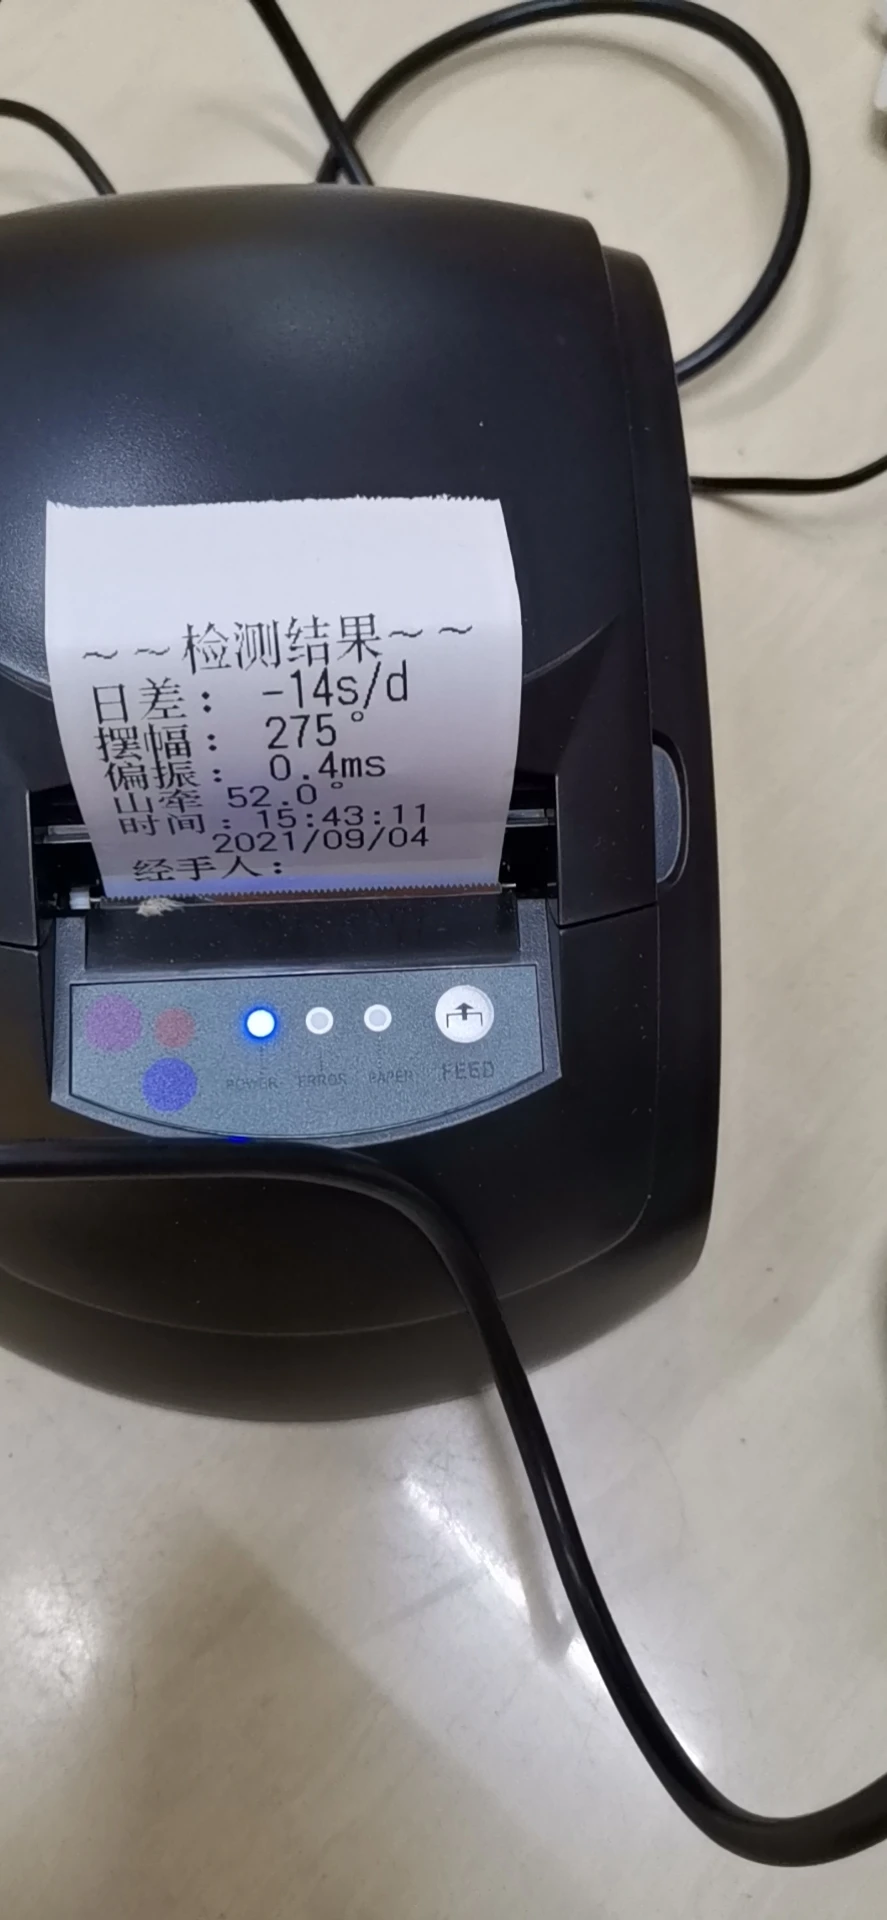 ~~检测结果~~
日差： -14s/d
摆幅： 275°
偏振： 0.4ms
山牵 52.0°
时间：15:43:11
2021/09/04
经手人：
POWER ERROR PAPER FEED